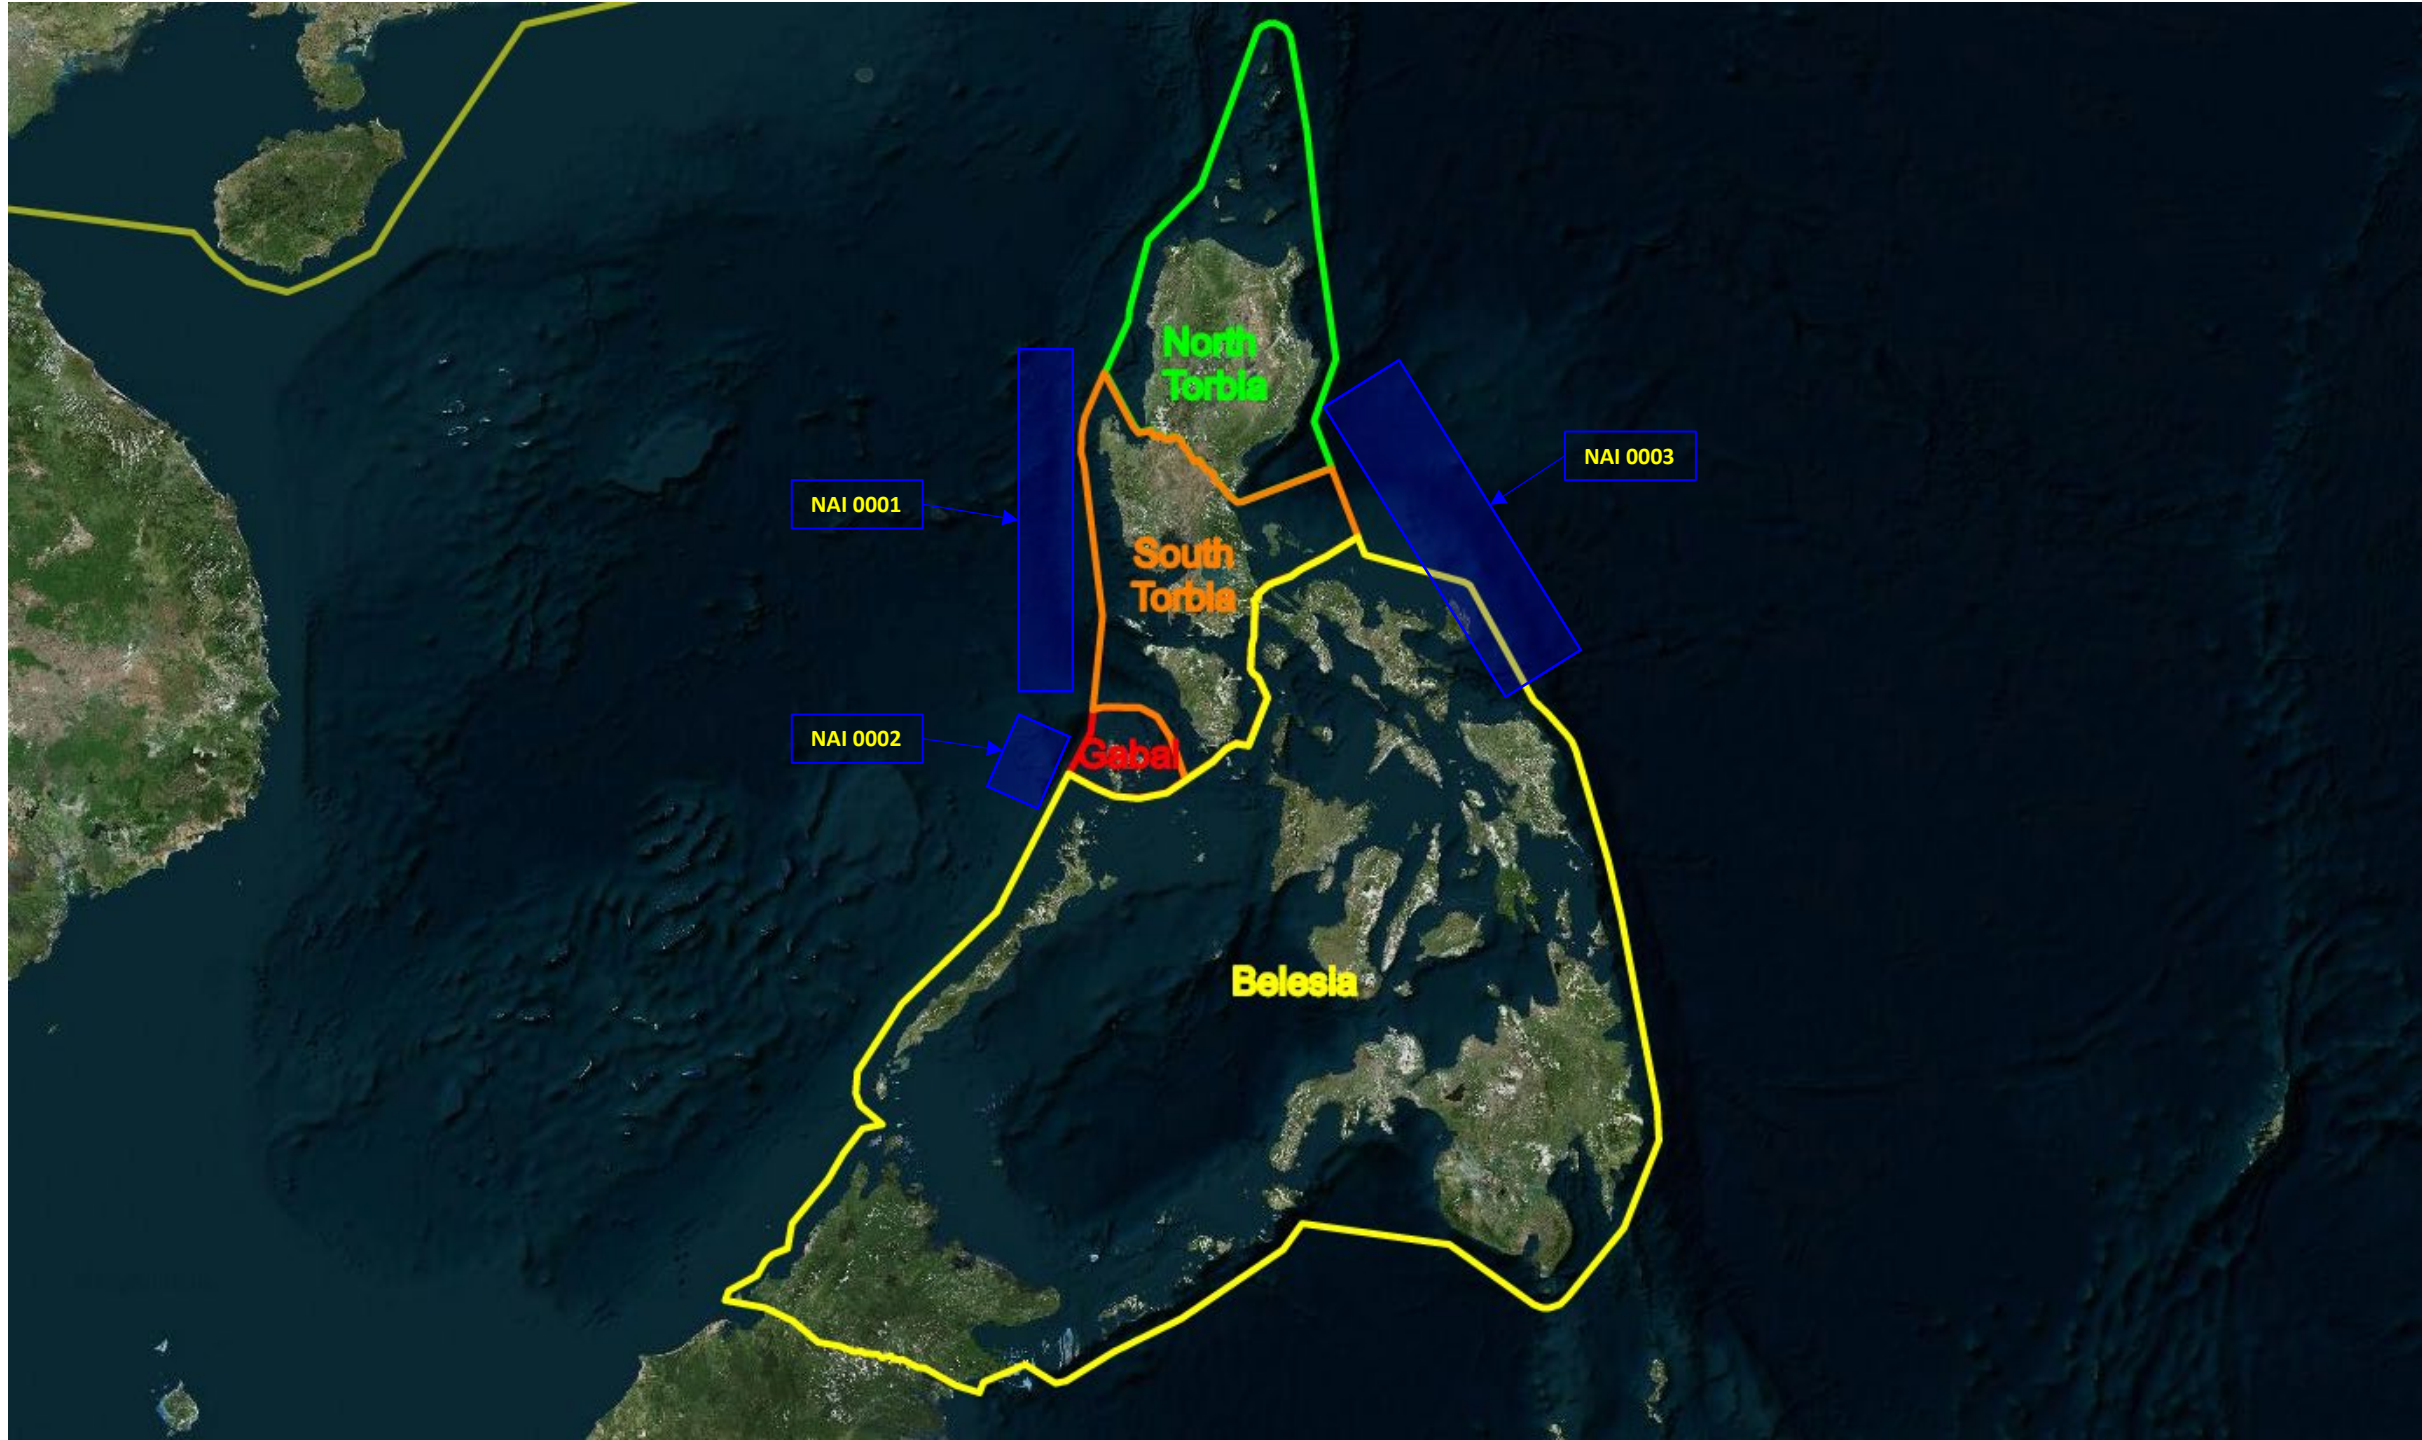 North
Torbia
NAI 0003
NAI 0001
South
Torbia
NAI 0002
Gabal
Belesia